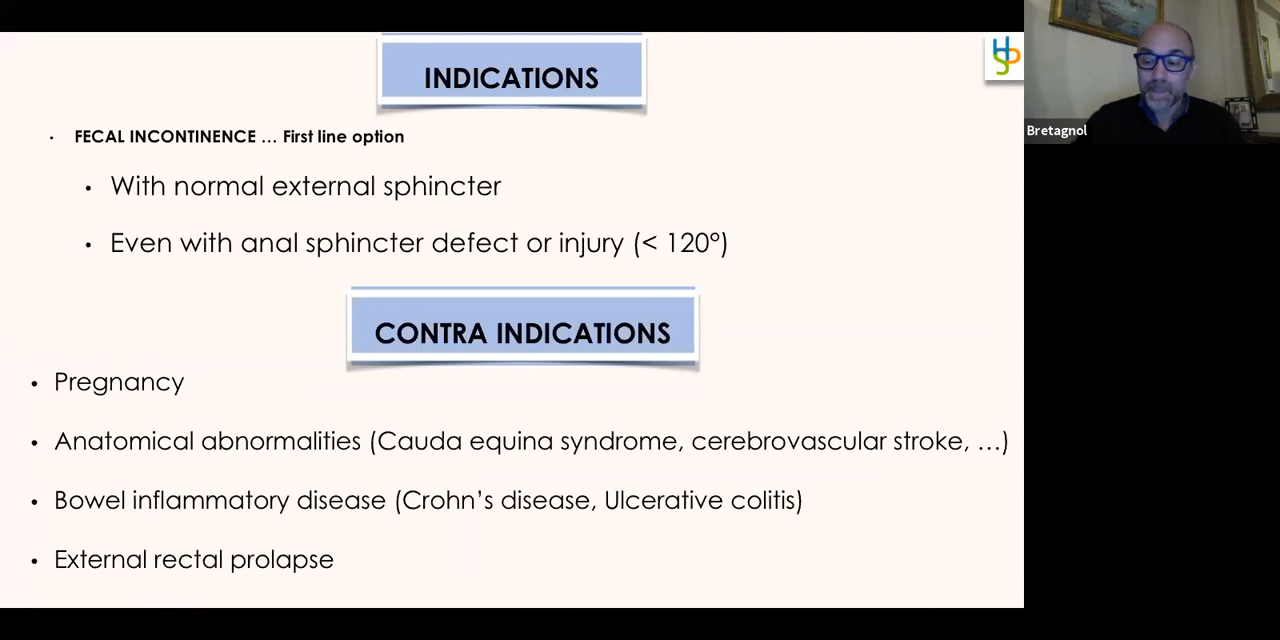 INDICATIONS
FECAL INCONTINENCE … First line option
With normal external sphincter
Even with anal sphincter defect or injury (< 120°)
CONTRA INDICATIONS
Pregnancy
Anatomical abnormalities (Cauda equina syndrome, cerebrovascular stroke, …)
Bowel inflammatory disease (Crohn’s disease, Ulcerative colitis)
External rectal prolapse
Bretagnol